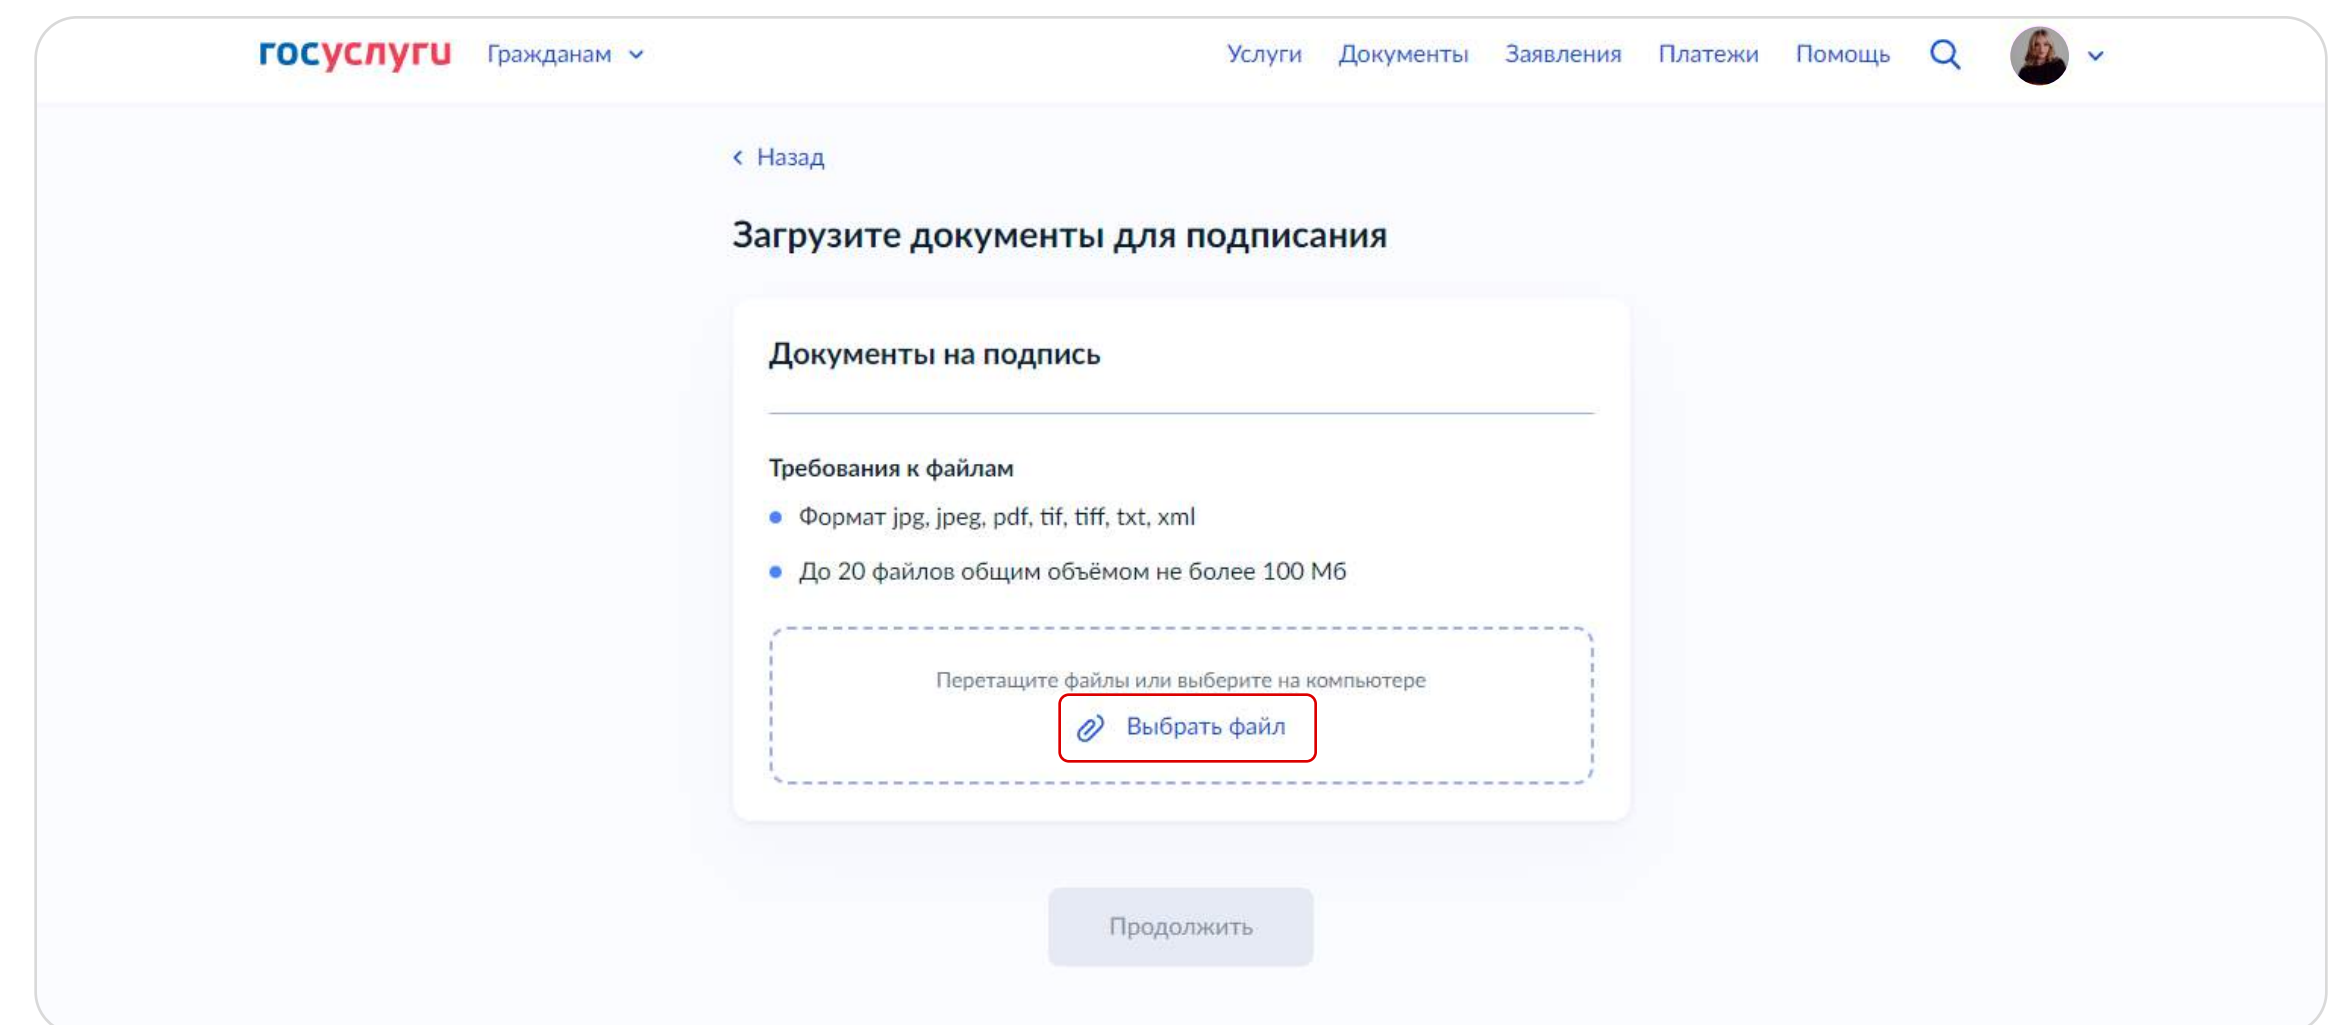 госуслуги Гражданам Услуги Документы Заявления Платежи Помощь
Назад
Загрузите документы для подписания
Документы на подпись
Требования к файлам
Формат jpg, jpeg, pdf, tif, tiff, txt, xml
До 20 файлов общим объёмом не более 100 Мб
Перетащите файлы или выберите на компьютере
Выбрать файл
Продолжить